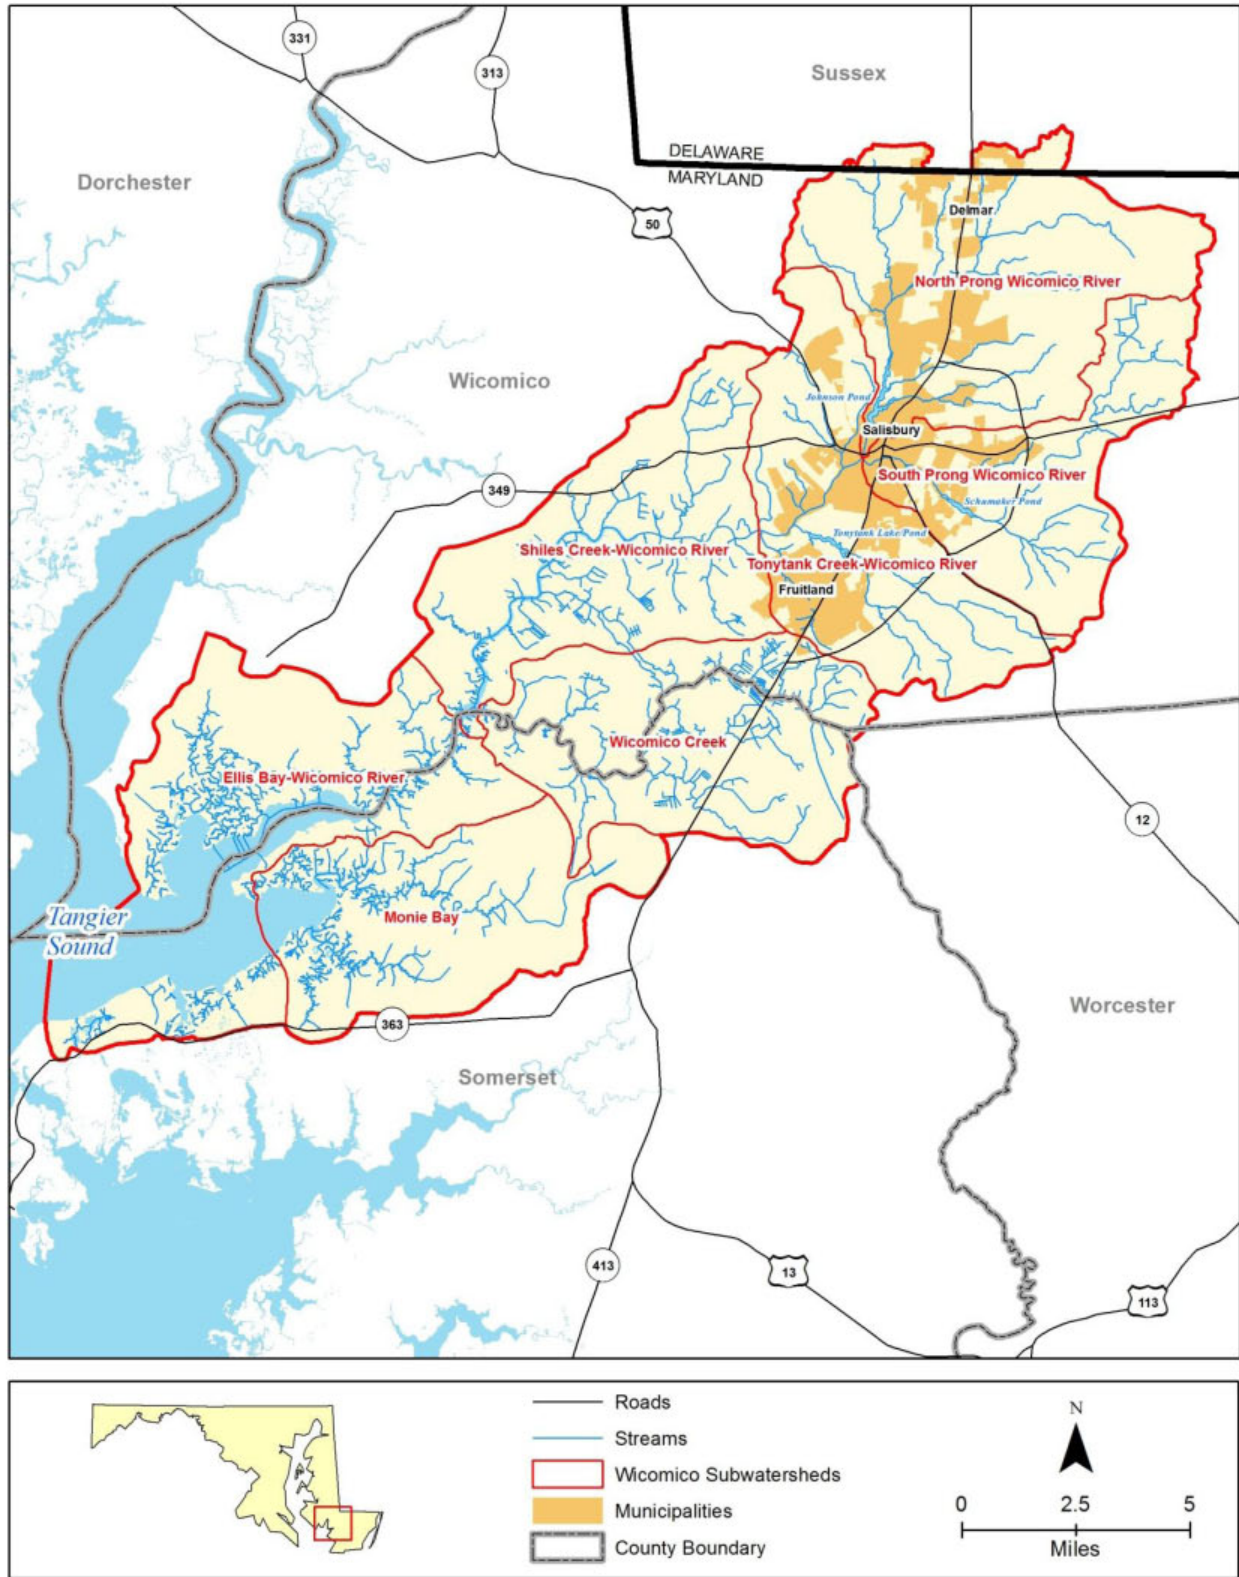 331
313
Sussex
DELAWARE
MARYLAND
Dorchester
50
Delmar
North Prong Wicomico River
Wicomico
Johnson Pond
Salisbury
South Prong Wicomico River
349
Schumaker Pond
Tonytank Lake/Pond
Shiles Creek-Wicomico River
Tonytank Creek-Wicomico River
Fruitland
Wicomico Creek
Ellis Bay-Wicomico River
12
Tangier
Sound
Monie Bay
Worcester
363
Somerset
413
13
113
Roads
Streams
Wicomico Subwatersheds
Municipalities
County Boundary
N
0 2.5 5
Miles